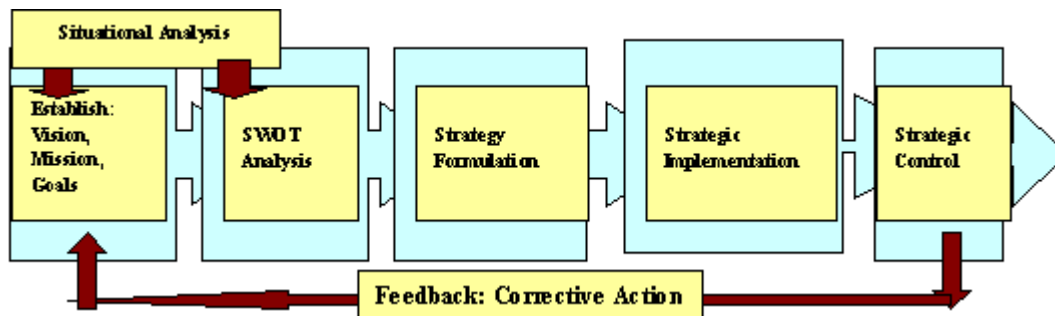 Situational Analysis
Establish:
Vision,
Mission,
Goals
SWOT
Analysis
Strategy
Formulation
Strategic
Implementation
Strategic
Control
Feedback: Corrective Action